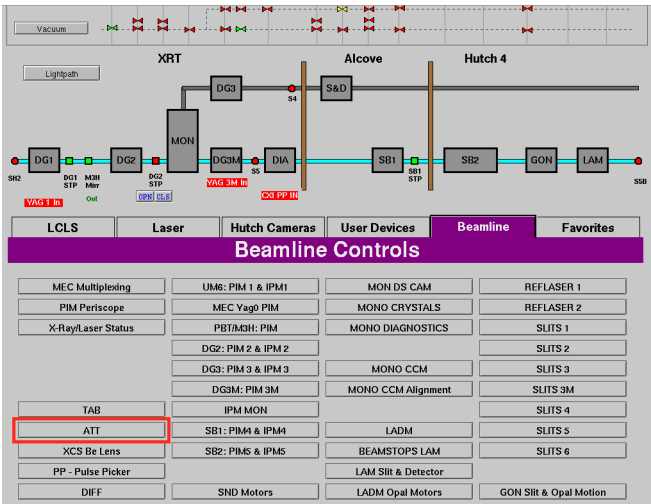 Vacuum
XRT Alcove Hutch 4
Lightpath
DG3 S4 S&D
MON
DG1 DG2 DG3M S5 DIA SB1 SB2 GON LAM
SH2 DG1 STP M3H Mirr DG2 STP SB1 STP S5B
YAG 1 In Out OPN CLS YAG 3M In CXI PP IN
LCLS Laser Hutch Cameras User Devices Beamline Favorites
Beamline Controls
MEC Multiplexing UM6: PIM 1 & IPM1 MON DS CAM REFLASER 1
PIM Periscope MEC Yag0 PIM MONO CRYSTALS REFLASER 2
X-Ray/Laser Status PBT/M3H: PIM MONO DIAGNOSTICS SLITS 1
DG2: PIM 2 & IPM 2 SLITS 2
DG3: PIM 3 & IPM 3 MONO CCM SLITS 3
DG3M: PIM 3M MONO CCM Alignment SLITS 3M
TAB IPM MON SLITS 4
ATT SB1: PIM4 & IPM4 LADM SLITS 5
XCS Be Lens SB2: PIM5 & IPM5 BEAMSTOPS LAM SLITS 6
PP - Pulse Picker LAM Slit & Detector
DIFF SND Motors LADM Opal Motors GON Slit & Opal Motion